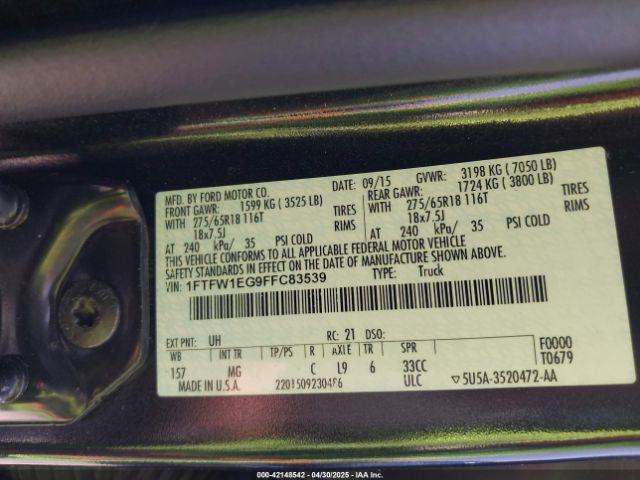 MFD. BY FORD MOTOR CO.
DATE: 09/15 GVWR: 3198 KG ( 7050 LB)
FRONT GAWR: 1599 KG ( 3525 LB) REAR GAWR: 1724 KG ( 3800 LB)
WITH 275/65R18 116T TIRES WITH 275/65R18 116T TIRES
18x7.5J RIMS 18x7.5J RIMS
AT 240 kPa/ 35 PSI COLD AT 240 kPa/ 35 PSI COLD
THIS VEHICLE CONFORMS TO ALL APPLICABLE FEDERAL MOTOR VEHICLE
SAFETY STANDARDS IN EFFECT ON THE DATE OF MANUFACTURE SHOWN ABOVE.
VIN: 1FTFW1EG9FFC83539 TYPE: Truck
EXT PNT: UH RC: 21 DSO:
WB INT TR TP/PS R AXLE TR SPR F0000
157 MG C L9 6 33CC T0679
MADE IN U.S.A. 2201509230486 ULC ▽5U5A-3520472-AA
000-42148542 - 04/30/2025 - IAA Inc.